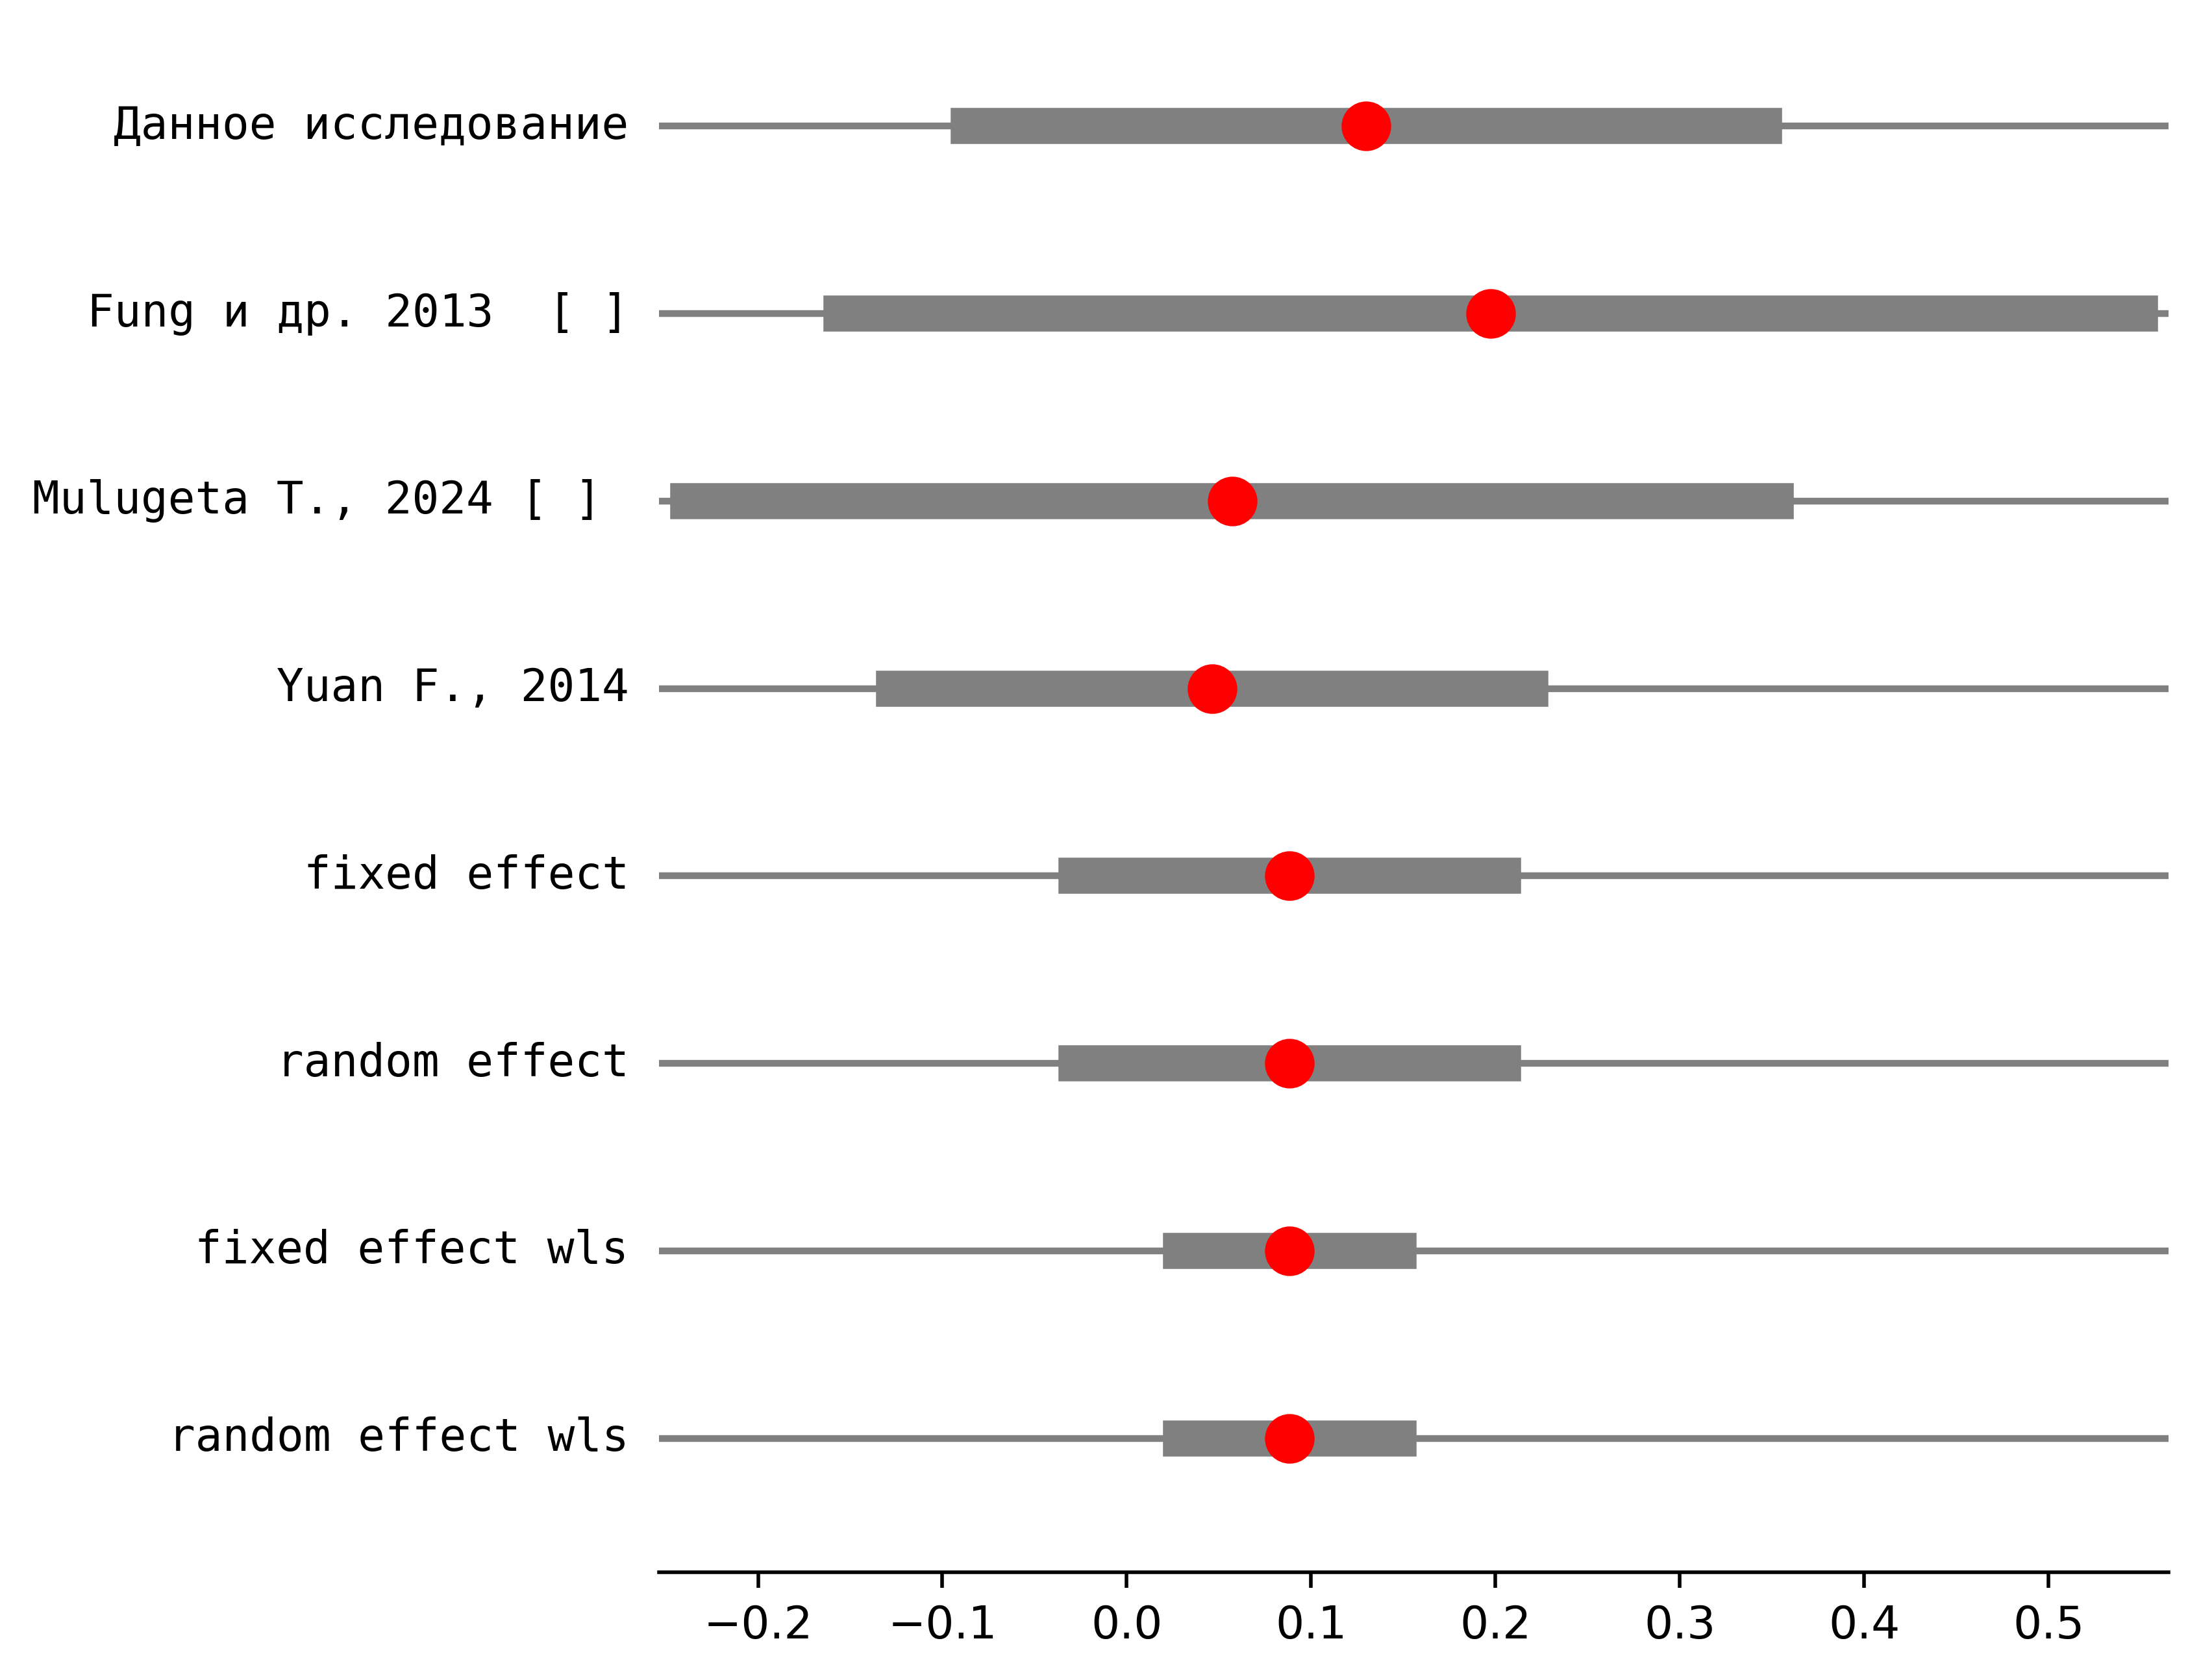 Данное исследование
Fung и др. 2013  [ ]
Mulugeta T., 2024 [ ]
Yuan F., 2014
fixed effect
random effect
fixed effect wls
random effect wls
−0.2 −0.1 0.0 0.1 0.2 0.3 0.4 0.5